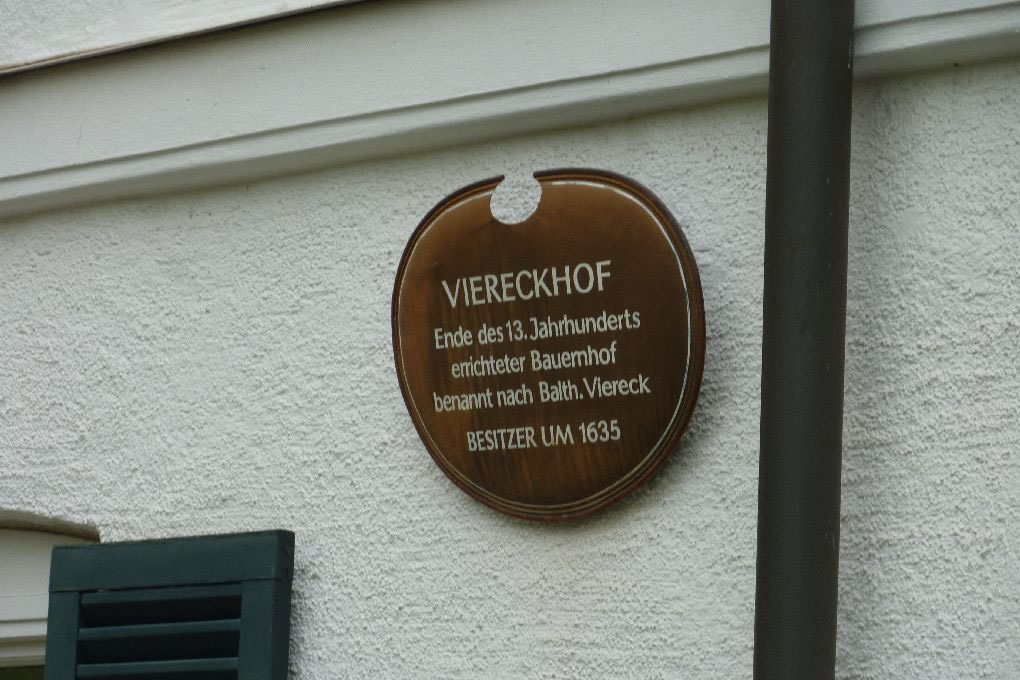 VIERECKHOF
Ende des 13. Jahrhunderts
errichteter Bauernhof
benannt nach Balth. Viereck
BESITZER UM 1635